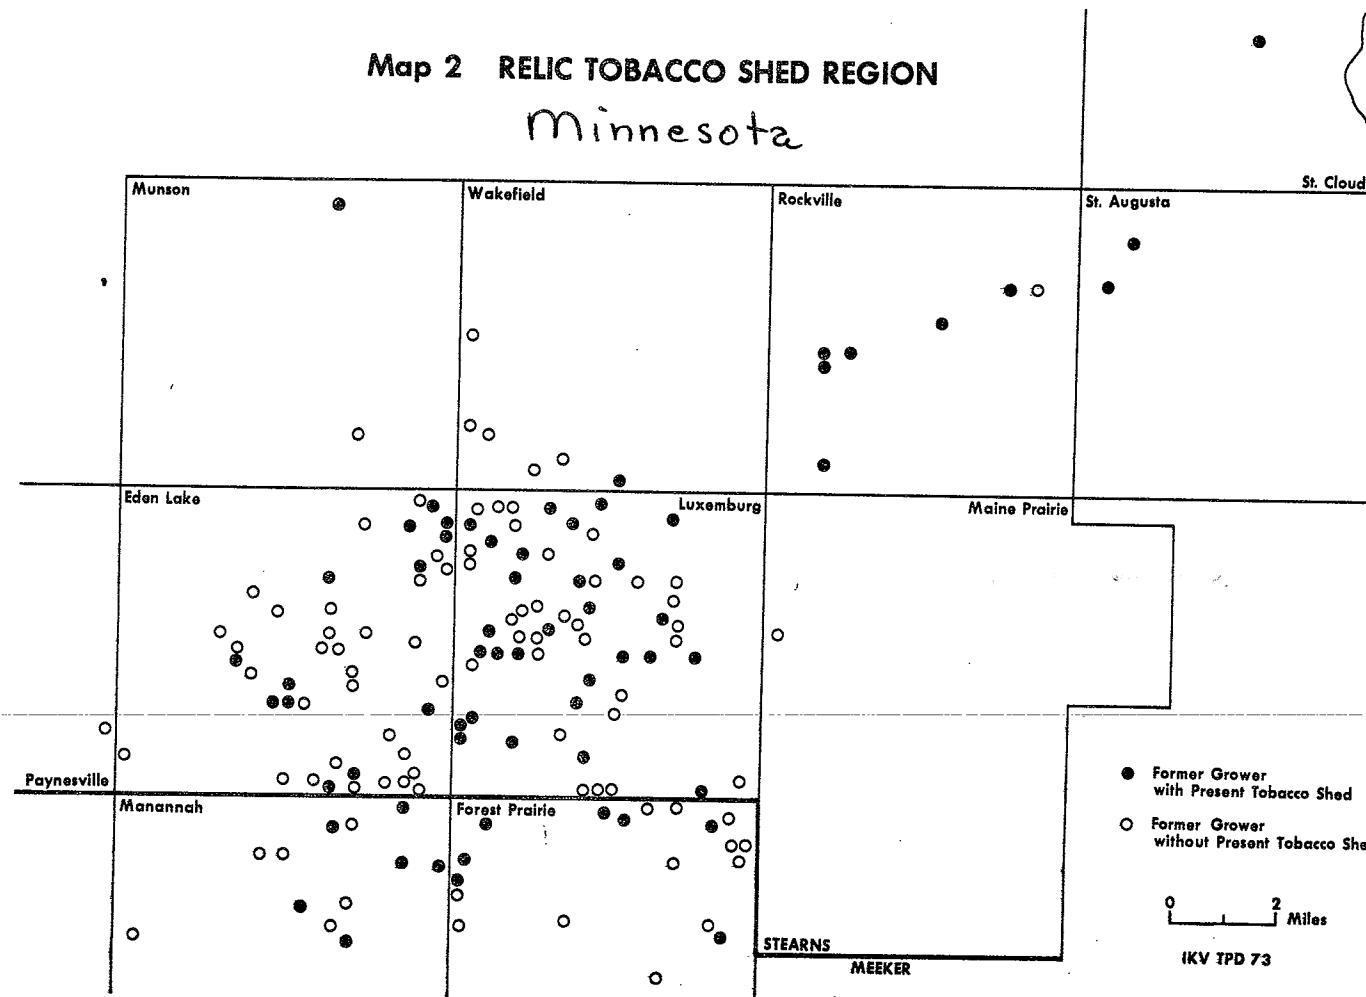 Map 2 RELIC TOBACCO SHED REGION
Minnesota
Munson
Wakefield
Rockville
St. Cloud
St. Augusta
Eden Lake
Luxemburg
Maine Prairie
Paynesville
Manannah
Forest Prairie
Former Grower
with Present Tobacco Shed
Former Grower
without Present Tobacco She
0 2
Miles
STEARNS
MEEKER
IKV TPD 73